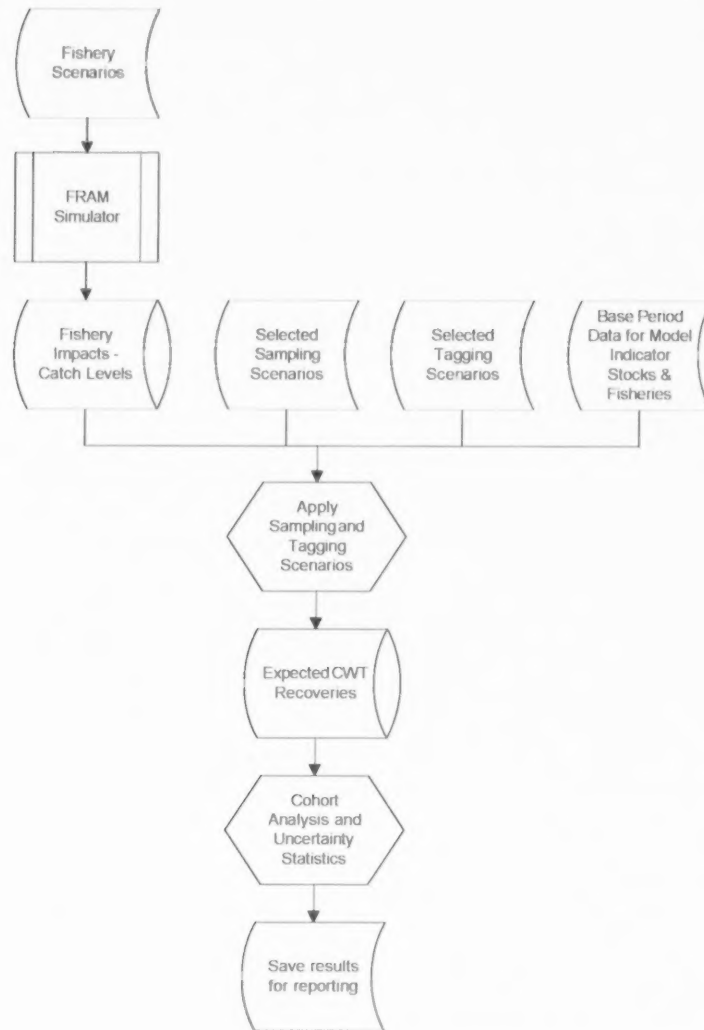 Fishery
Scenarios
FRAM
Simulator
Fishery
Impacts -
Catch Levels
Selected
Sampling
Scenarios
Selected
Tagging
Scenarios
Base Period
Data for Model
Indicator
Stocks &
Fisheries
Apply
Sampling and
Tagging
Scenarios
Expected CWT
Recoveries
Cohort
Analysis and
Uncertainty
Statistics
Save results
for reporting